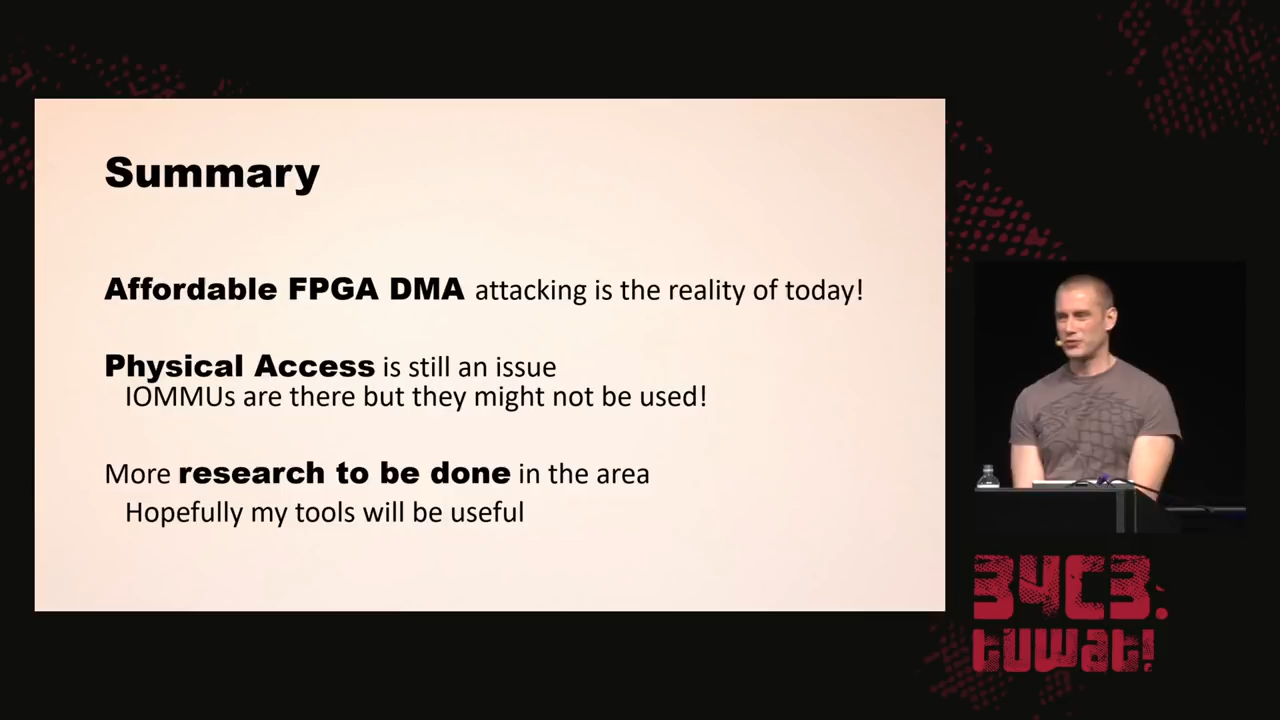 Summary
Affordable FPGA DMA attacking is the reality of today!
Physical Access is still an issue
IOMMUs are there but they might not be used!
More research to be done in the area
Hopefully my tools will be useful
34C3.
tuwat!